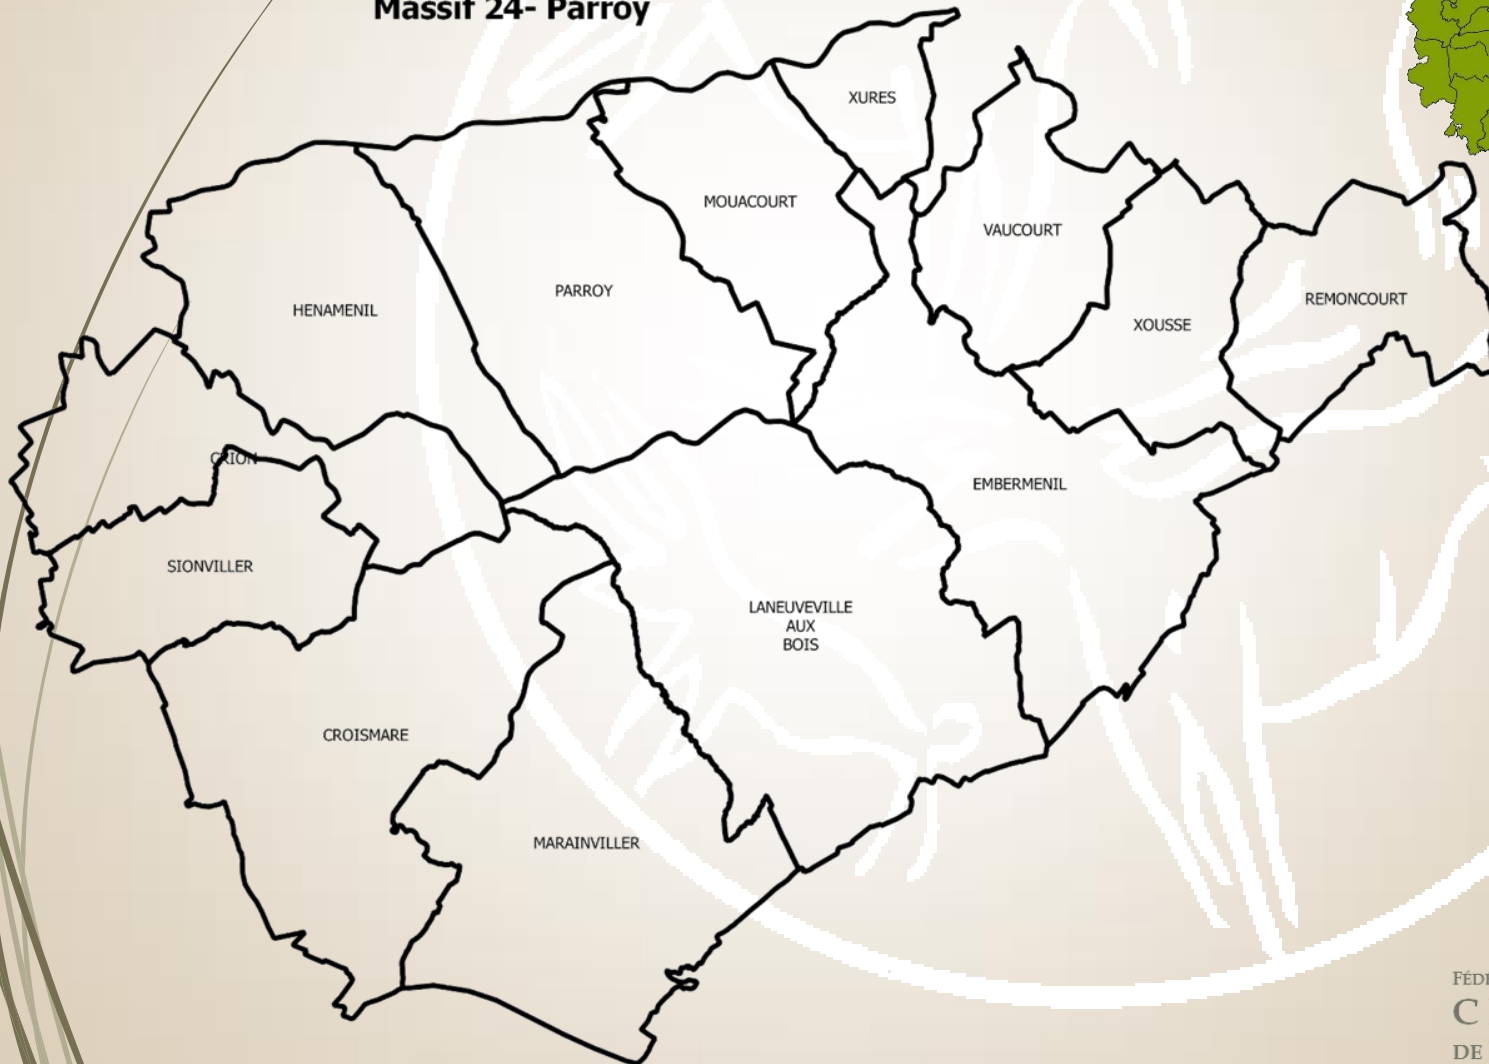 Massif 24- Parroy
XURES
MOUACOURT
VAUCOURT
PARROY
REMONCOURT
HENAMENIL
XOUSSE
CRION
EMBERMENIL
SIONVILLER
LANEUVEVILLE
AUX
BOIS
CROISMARE
MARAINVILLER
FÉD
C
DE